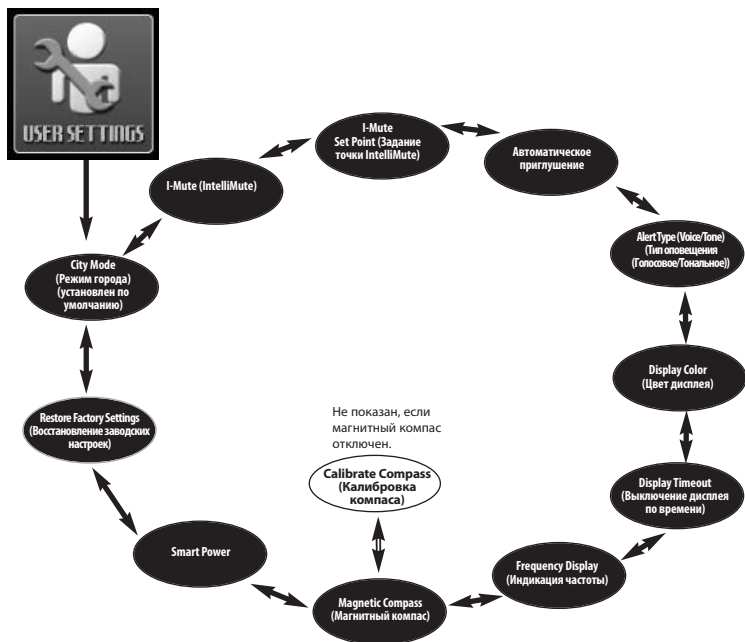 USER SETTINGS
I-Mute
Set Point (Задание
точки IntelliMute)
Автоматическое
приглушение
I-Mute (IntelliMute)
Alert Type (Voice/Tone)
(Тип оповещения
(Голосовое/Тональное))
City Mode
(Режим города)
(установлен по
умолчанию)
Display Color
(Цвет дисплея)
Restore Factory Settings
(Восстановление заводских
настроек)
Не показан, если
магнитный компас
отключен.
Calibrate Compass
(Калибровка
компаса)
Display Timeout
(Выключение дисплея
по времени)
Smart Power
Frequency Display
(Индикация частоты)
Magnetic Compass
(Магнитный компас)